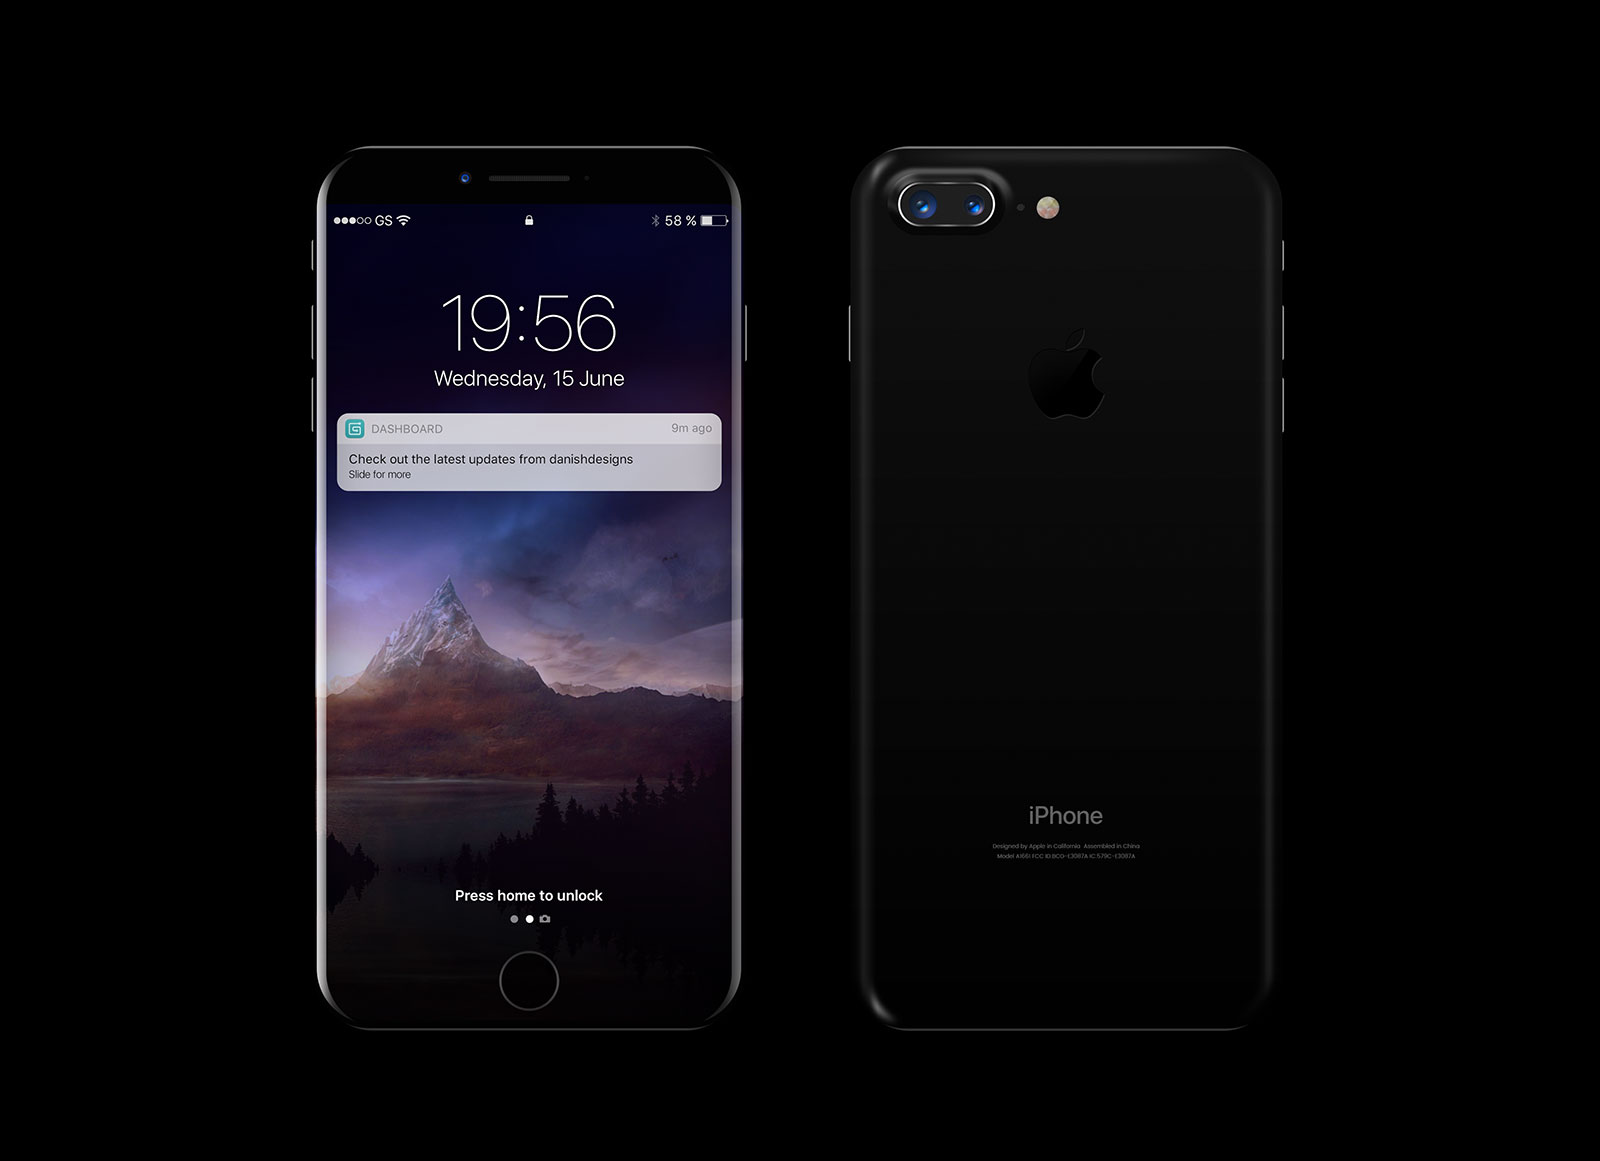 GS 58 %
19:56
Wednesday, 15 June
DASHBOARD 9m ago
Check out the latest updates from danishdesigns
Slide for more
Press home to unlock
iPhone
Designed by Apple in California Assembled in China
Model A1661 FCC ID:BCG-E3087A IC:579C-E3087A